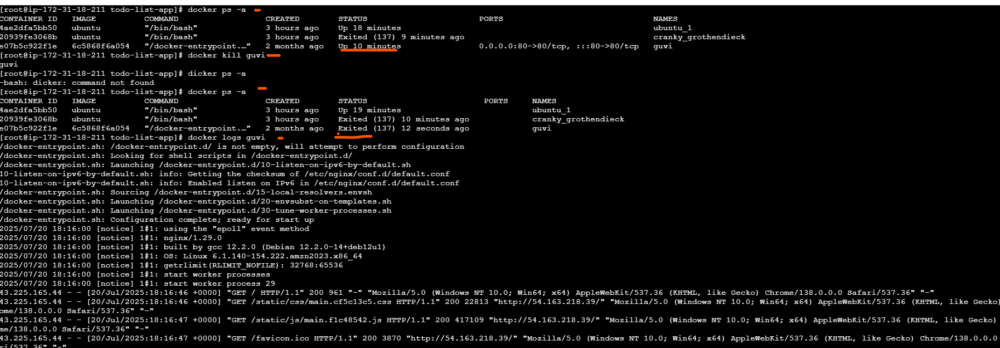 [root@ip-172-31-18-211 todo-list-app]# docker ps -a
CONTAINER ID   IMAGE          COMMAND                  CREATED        STATUS                       PORTS                               NAMES
4ae2dfa5bb50   ubuntu         "/bin/bash"              3 hours ago    Up 18 minutes                                                    ubuntu_1
20939fe3068b   ubuntu         "/bin/bash"              3 hours ago    Exited (137) 9 minutes ago                                       cranky_grothendieck
e07b5c922f1e   6c5868f6a054   "/docker-entrypoint.…"   2 months ago   Up 10 minutes                0.0.0.0:80->80/tcp, :::80->80/tcp   guvi
[root@ip-172-31-18-211 todo-list-app]# docker kill guvi
guvi
[root@ip-172-31-18-211 todo-list-app]# dicker ps -a
-bash: dicker: command not found
[root@ip-172-31-18-211 todo-list-app]# docker ps -a
CONTAINER ID   IMAGE          COMMAND                  CREATED        STATUS                        PORTS     NAMES
4ae2dfa5bb50   ubuntu         "/bin/bash"              3 hours ago    Up 19 minutes                           ubuntu_1
20939fe3068b   ubuntu         "/bin/bash"              3 hours ago    Exited (137) 10 minutes ago             cranky_grothendieck
e07b5c922f1e   6c5868f6a054   "/docker-entrypoint.…"   2 months ago   Exited (137) 12 seconds ago             guvi
[root@ip-172-31-18-211 todo-list-app]# docker logs guvi
/docker-entrypoint.sh: /docker-entrypoint.d/ is not empty, will attempt to perform configuration
/docker-entrypoint.sh: Looking for shell scripts in /docker-entrypoint.d/
/docker-entrypoint.sh: Launching /docker-entrypoint.d/10-listen-on-ipv6-by-default.sh
10-listen-on-ipv6-by-default.sh: info: Getting the checksum of /etc/nginx/conf.d/default.conf
10-listen-on-ipv6-by-default.sh: info: Enabled listen on IPv6 in /etc/nginx/conf.d/default.conf
/docker-entrypoint.sh: Sourcing /docker-entrypoint.d/15-local-resolvers.envsh
/docker-entrypoint.sh: Launching /docker-entrypoint.d/20-envsubst-on-templates.sh
/docker-entrypoint.sh: Launching /docker-entrypoint.d/30-tune-worker-processes.sh
/docker-entrypoint.sh: Configuration complete; ready for start up
2025/07/20 18:16:00 [notice] 1#1: using the "epoll" event method
2025/07/20 18:16:00 [notice] 1#1: nginx/1.29.0
2025/07/20 18:16:00 [notice] 1#1: built by gcc 12.2.0 (Debian 12.2.0-14+deb12u1)
2025/07/20 18:16:00 [notice] 1#1: OS: Linux 6.1.140-154.222.amzn2023.x86_64
2025/07/20 18:16:00 [notice] 1#1: getrlimit(RLIMIT_NOFILE): 32768:65536
2025/07/20 18:16:00 [notice] 1#1: start worker processes
2025/07/20 18:16:00 [notice] 1#1: start worker process 29
43.225.165.44 - - [20/Jul/2025:18:16:46 +0000] "GET / HTTP/1.1" 200 961 "-" "Mozilla/5.0 (Windows NT 10.0; Win64; x64) AppleWebKit/537.36 (KHTML, like Gecko) Chrome/138.0.0.0 Safari/537.36" "-"
43.225.165.44 - - [20/Jul/2025:18:16:46 +0000] "GET /static/css/main.cf5c13c5.css HTTP/1.1" 200 22813 "http://54.163.218.39/" "Mozilla/5.0 (Windows NT 10.0; Win64; x64) AppleWebKit/537.36 (KHTML, like Gecko)
ome/138.0.0.0 Safari/537.36" "-"
43.225.165.44 - - [20/Jul/2025:18:16:47 +0000] "GET /static/js/main.f1c48542.js HTTP/1.1" 200 417109 "http://54.163.218.39/" "Mozilla/5.0 (Windows NT 10.0; Win64; x64) AppleWebKit/537.36 (KHTML, like Gecko)
me/138.0.0.0 Safari/537.36" "-"
43.225.165.44 - - [20/Jul/2025:18:16:47 +0000] "GET /favicon.ico HTTP/1.1" 200 3870 "http://54.163.218.39/" "Mozilla/5.0 (Windows NT 10.0; Win64; x64) AppleWebKit/537.36 (KHTML, like Gecko) Chrome/138.0.0.0
ri/537.36" "-"